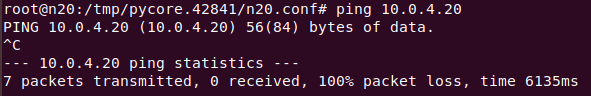 root@n20:/tmp/pycore.42841/n20.conf# ping 10.0.4.20
PING 10.0.4.20 (10.0.4.20) 56(84) bytes of data.
^C
--- 10.0.4.20 ping statistics ---
7 packets transmitted, 0 received, 100% packet loss, time 6135ms